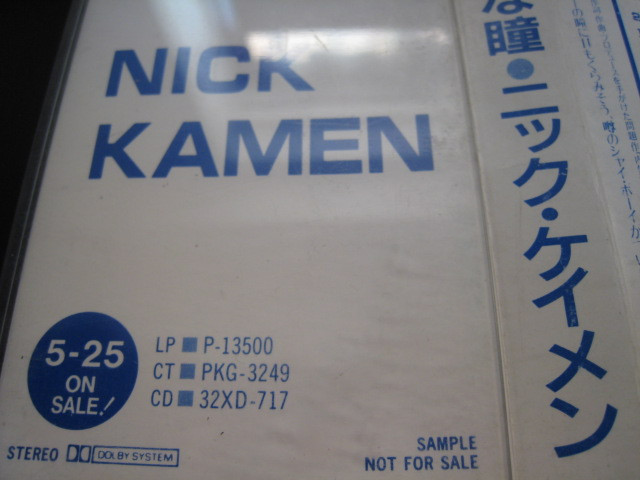 NICK
KAMEN
5-25
ON
SALE!
LP ■ P-13500
CT ■ PKG-3249
CD ■ 32XD-717
STEREO DOLBY SYSTEM
SAMPLE
NOT FOR SALE
な瞳●ニック・ケイメン